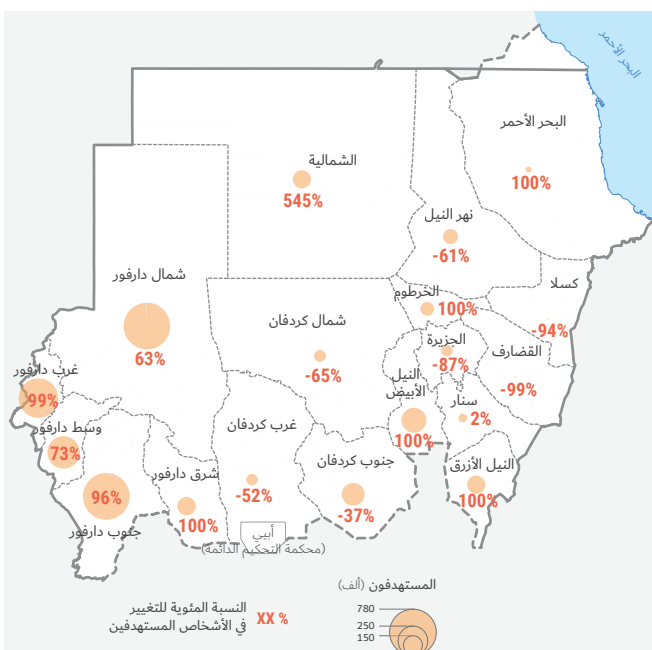 البحر الأحمر
البحر الأحمر
100%
الشمالية
545%
نهر النيل
-61%
شمال دارفور
63%
كسلا
-94%
الخرطوم
100%
شمال كردفان
-65%
الجزيرة
-87%
القضارف
-99%
غرب دارفور
99%
النيل
الأبيض
100%
سنار
2%
وسط دارفور
73%
غرب كردفان
-52%
جنوب كردفان
-37%
النيل الأزرق
100%
شرق دارفور
100%
96%
جنوب دارفور
أبيي
(محكمة التحكيم الدائمة)
المستهدفون (ألف)
780
250
150
XX %
النسبة المئوية للتغيير
في الأشخاص المستهدفين